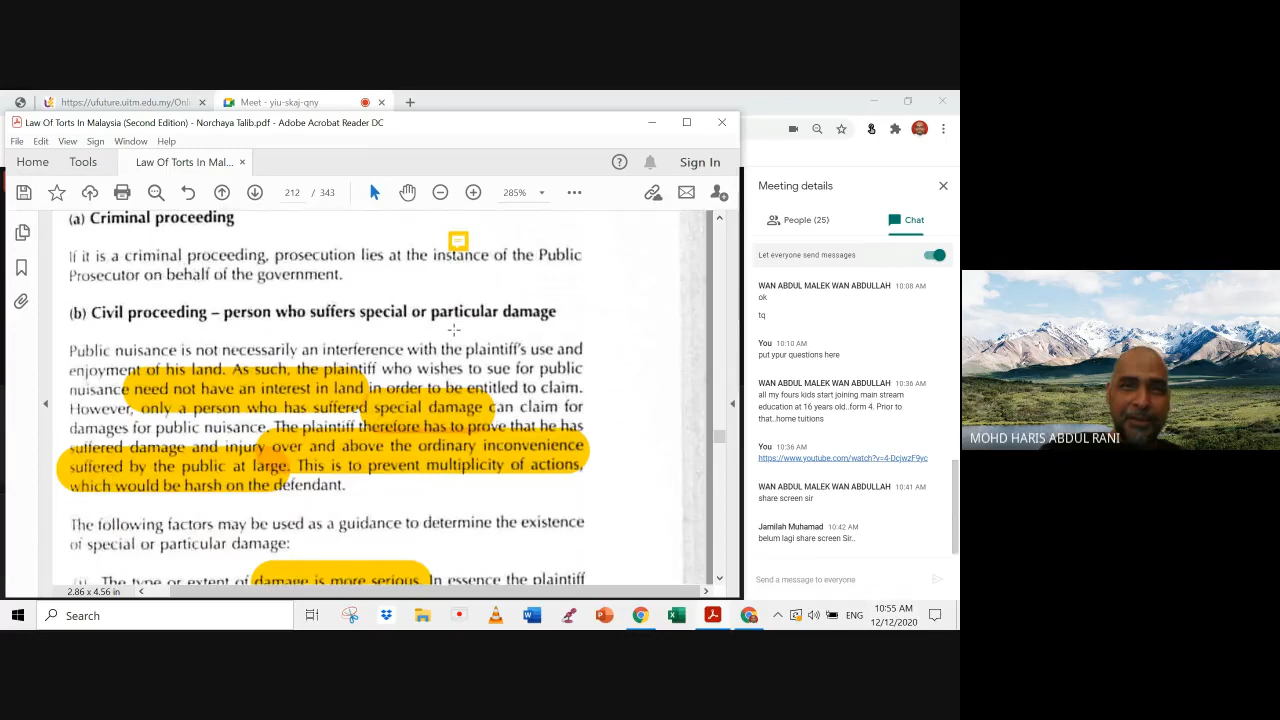 https://ufuture.uitm.edu.my/Onli
Meet - yiu-skaj-qny
Law Of Torts In Malaysia (Second Edition) - Norchaya Talib.pdf - Adobe Acrobat Reader DC
File Edit View Sign Window Help
Home Tools Law Of Torts In Mal... Sign In
212 / 343 285%
(a) Criminal proceeding
If it is a criminal proceeding, prosecution lies at the instance of the Public
Prosecutor on behalf of the government.
(b) Civil proceeding – person who suffers special or particular damage
Public nuisance is not necessarily an interference with the plaintiff's use and
enjoyment of his land. As such, the plaintiff who wishes to sue for public
nuisance need not have an interest in land in order to be entitled to claim.
However, only a person who has suffered special damage can claim for
damages for public nuisance. The plaintiff therefore has to prove that he has
suffered damage and injury over and above the ordinary inconvenience
suffered by the public at large. This is to prevent multiplicity of actions,
which would be harsh on the defendant.
The following factors may be used as a guidance to determine the existence
of special or particular damage:
The type or extent of damage is more serious. In essence the plaintiff
2.86 x 4.56 in
Meeting details
People (25) Chat
Let everyone send messages
WAN ABDUL MALEK WAN ABDULLAH 10:08 AM
ok
tq
You 10:10 AM
put ypur questions here
WAN ABDUL MALEK WAN ABDULLAH 10:36 AM
all my fours kids start joining main stream
education at 16 years old..form 4. Prior to
that..home tuitions
You 10:36 AM
https://www.youtube.com/watch?v=4-DcjwzF9yc
WAN ABDUL MALEK WAN ABDULLAH 10:41 AM
share screen sir
Jamilah Muhamad 10:42 AM
belum lagi share screen Sir..
Send a message to everyone
MOHD HARIS ABDUL RANI
Search
ENG
10:55 AM
12/12/2020